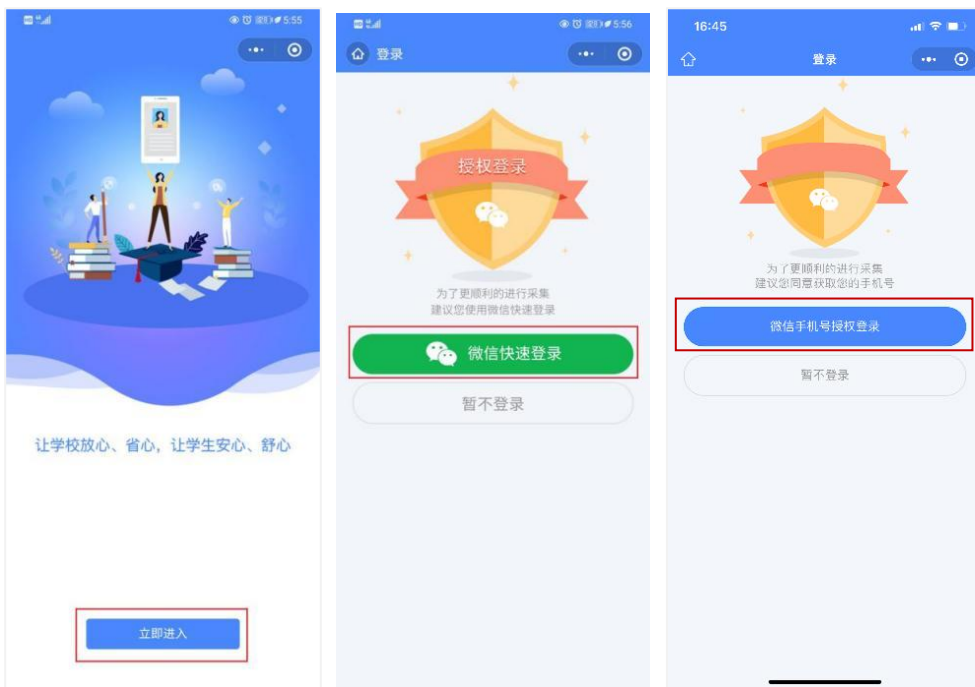 5:55
让学校放心、省心，让学生安心、舒心
立即进入
5:56
登录
授权登录
为了更顺利的进行采集
建议您使用微信快速登录
微信快速登录
暂不登录
16:45
登录
为了更顺利的进行采集
建议您同意获取您的手机号
微信手机号授权登录
暂不登录